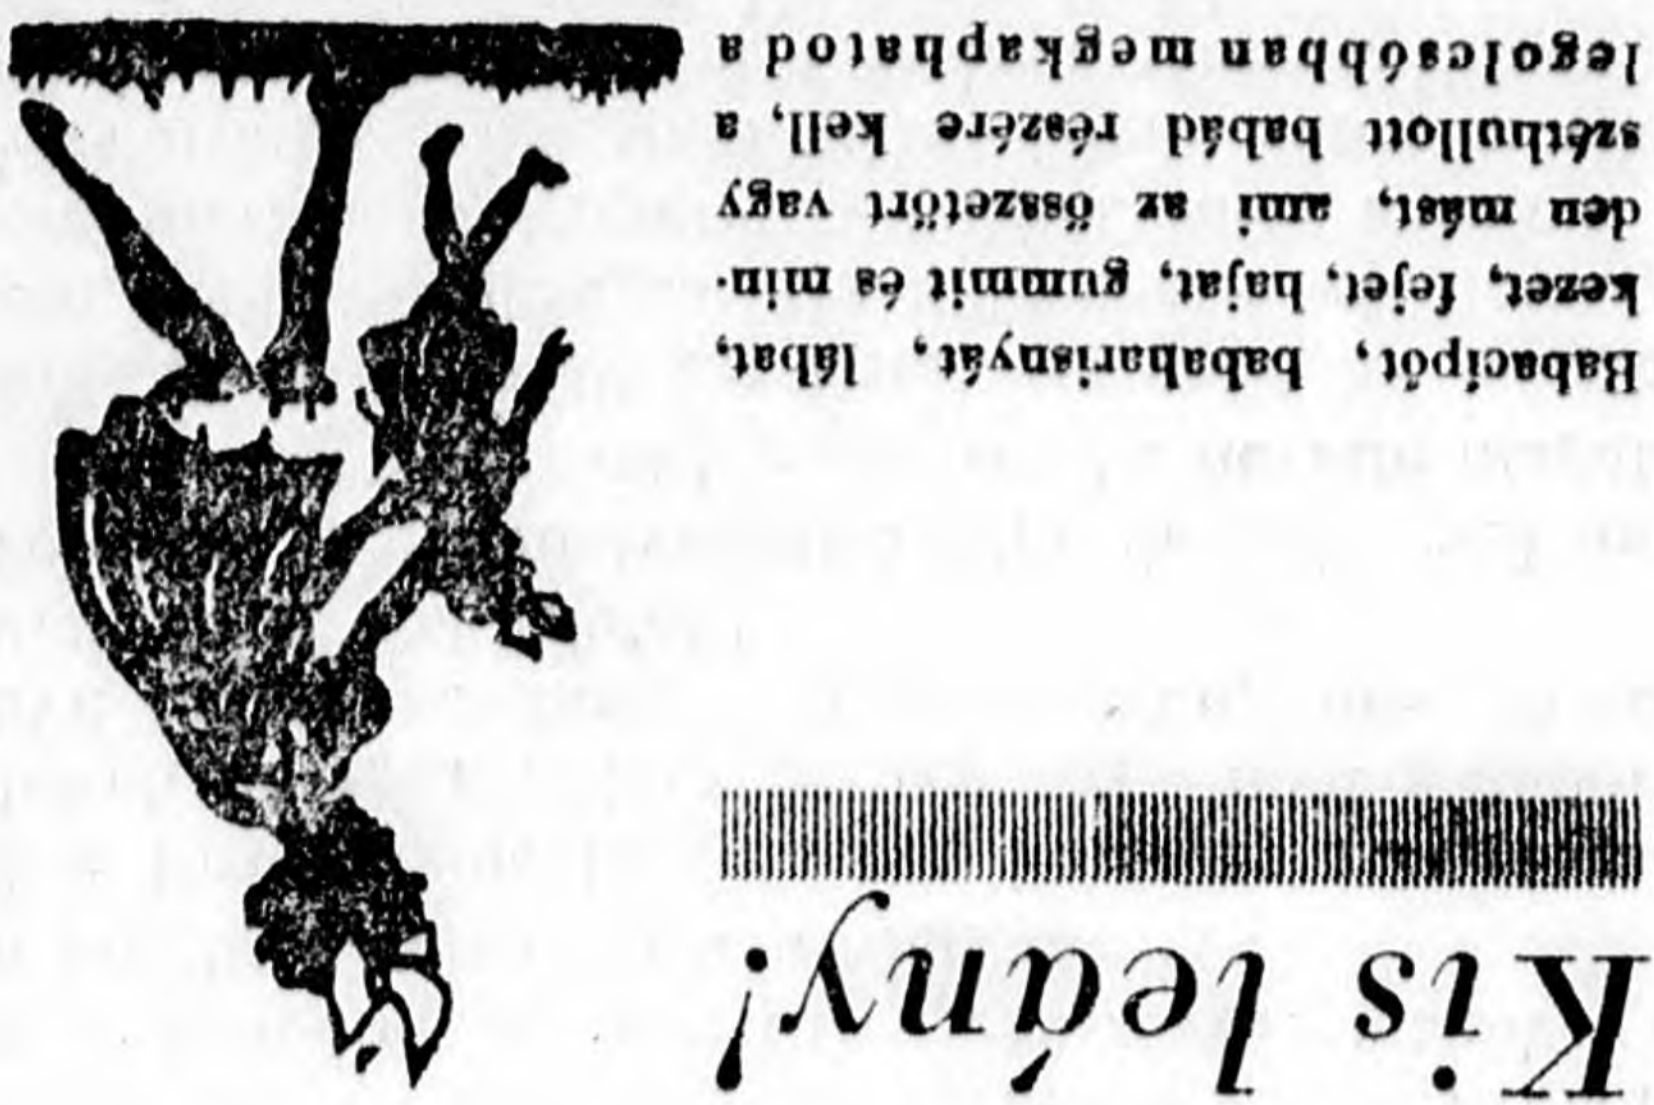 Kis leány!
Babacipőt, bababarisnyát, lábat,
kezet, fejet, hajat, gummit és min-
den mást, ami az összetört vagy
széthullott babád részére kell, a
legolcsóbban megkaphatod a